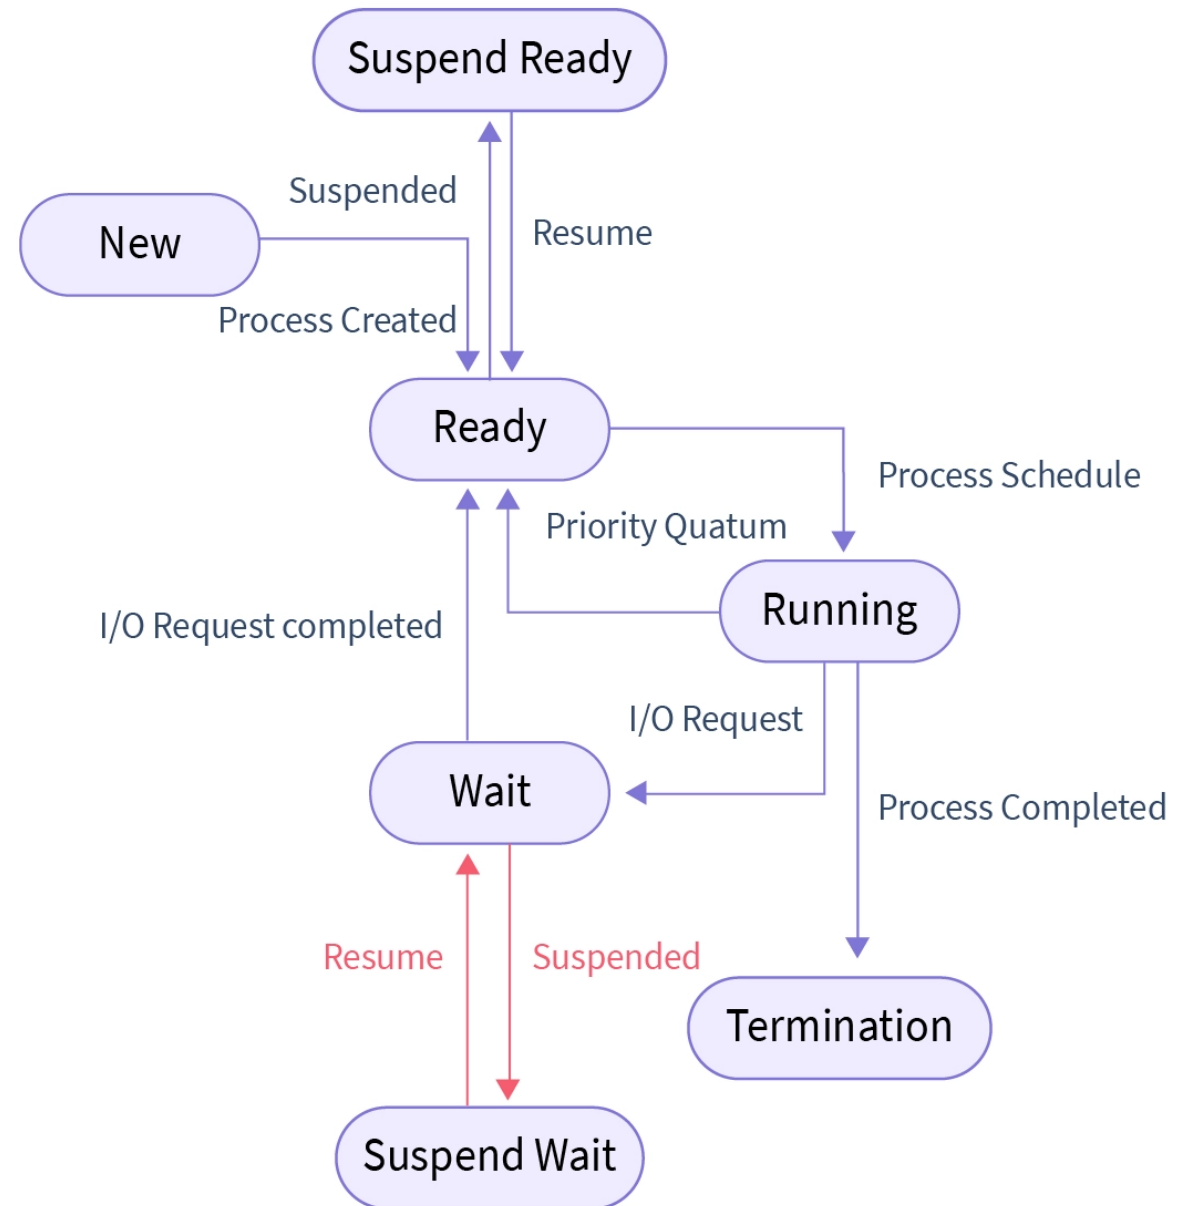 Suspend Ready
Suspended
Resume
New
Process Created
Ready
Process Schedule
Priority Quatum
Running
I/O Request completed
I/O Request
Wait
Process Completed
Resume
Suspended
Termination
Suspend Wait